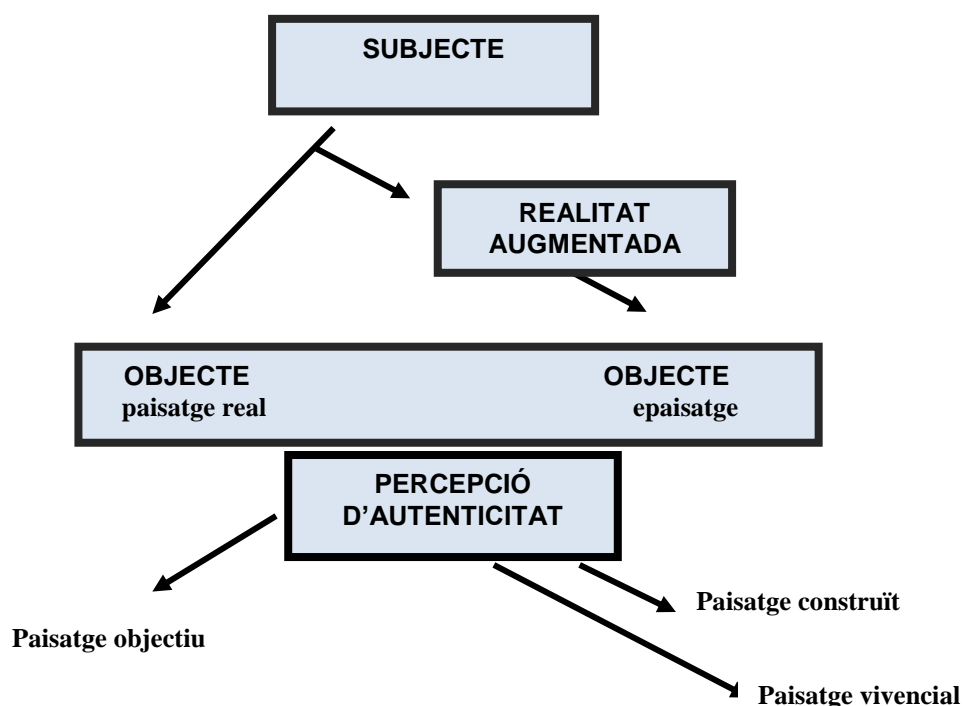 SUBJECTE
REALITAT
AUGMENTADA
OBJECTE OBJECTE
paisatge real epaisatge
PERCEPCIÓ
D’AUTENTICITAT
Paisatge construït
Paisatge objectiu
Paisatge vivencial